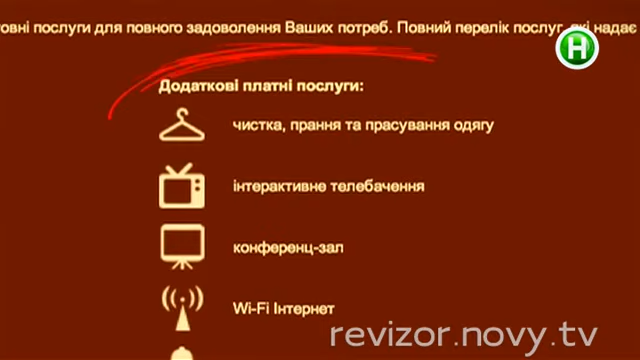 послуги для повного задоволення Ваших потреб. Повний перелік послуг, які надає
Н
Додаткові платні послуги:
чистка, прання та прасування одягу
інтерактивне телебачення
конференц-зал
Wi-Fi Інтернет
revizor.novy.tv